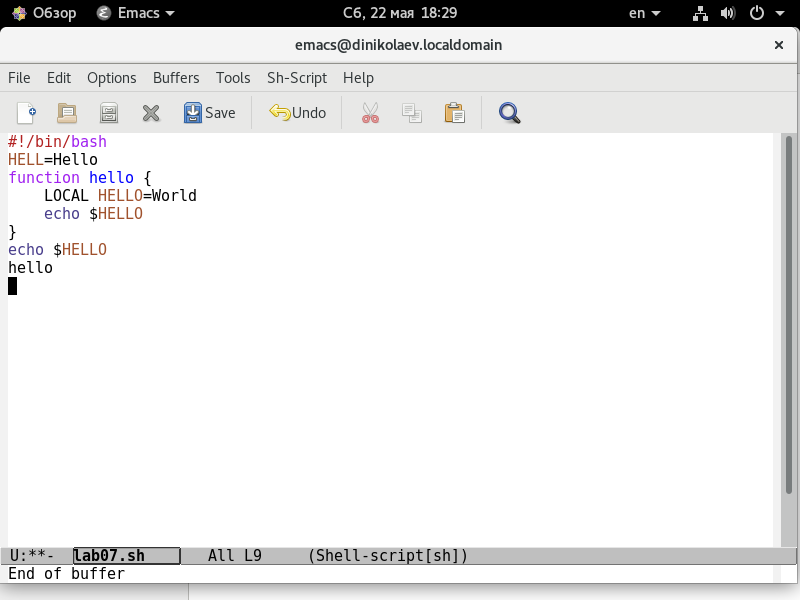 Обзор Emacs Сб, 22 мая 18:29 en
emacs@dinikolaev.localdomain ×
File Edit Options Buffers Tools Sh-Script Help
Save Undo
#!/bin/bash
HELL=Hello
function hello {
    LOCAL HELLO=World
    echo $HELLO
}
echo $HELLO
hello
U:**- lab07.sh All L9 (Shell-script[sh])
End of buffer